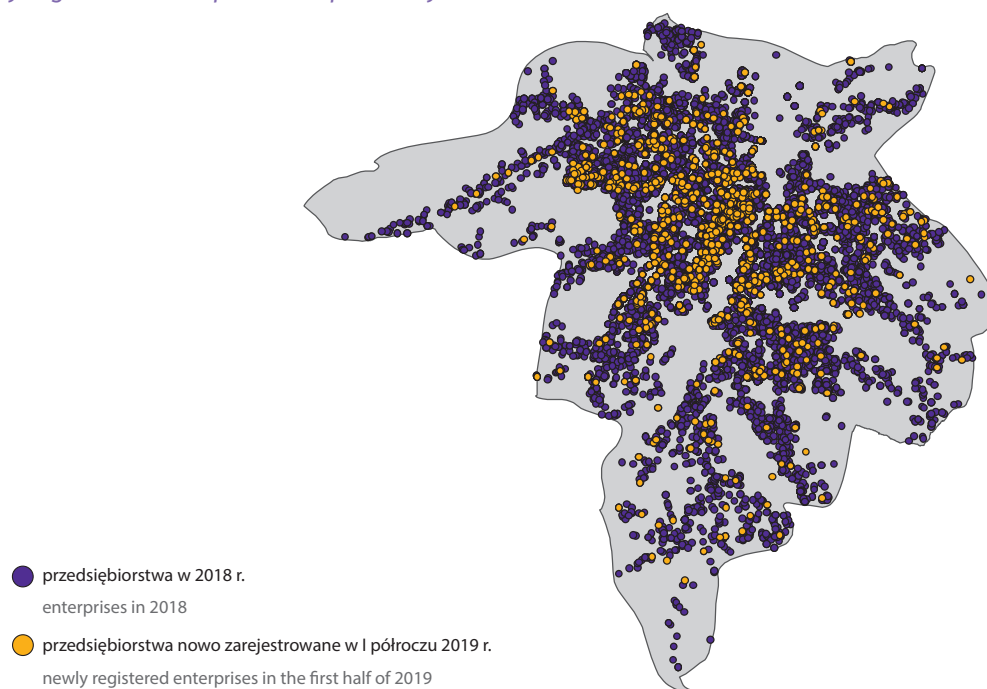 przedsiębiorstwa w 2018 r.
enterprises in 2018
przedsiębiorstwa nowo zarejestrowane w I półroczu 2019 r.
newly registered enterprises in the first half of 2019